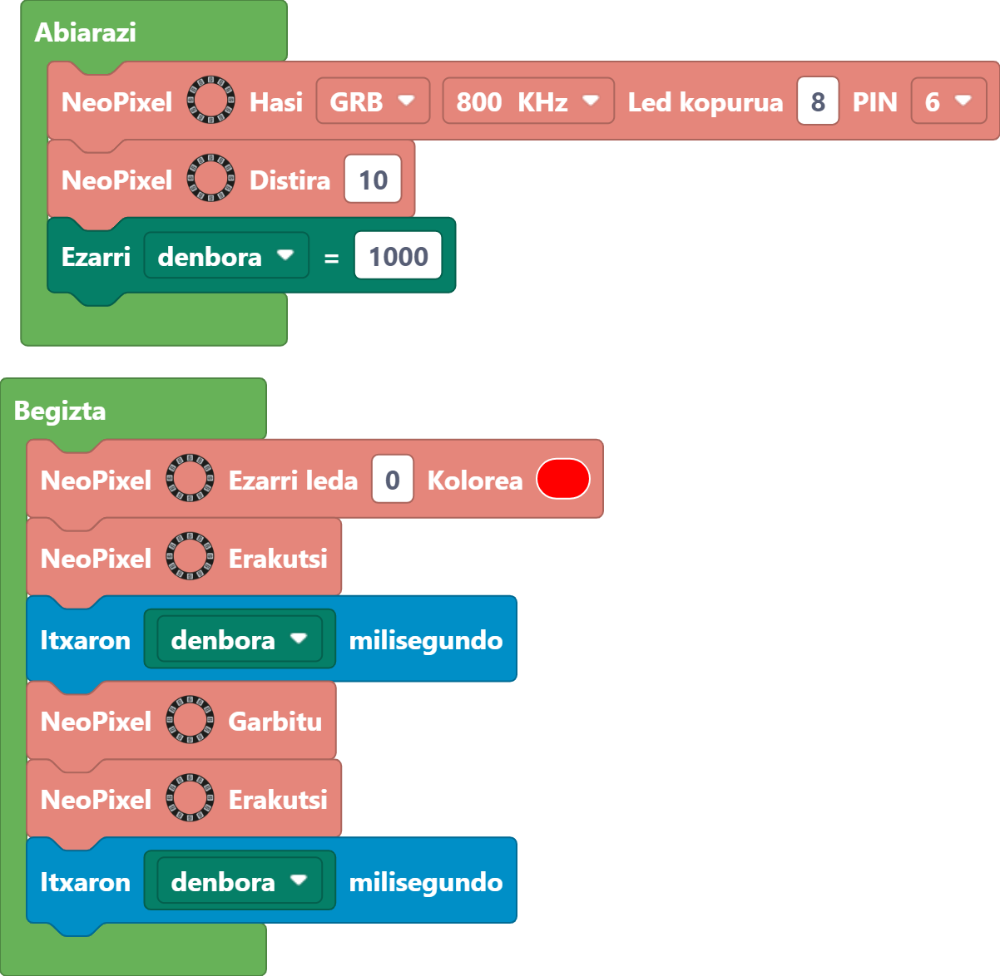 Abiarazi
NeoPixel Hasi GRB 800 KHz Led kopurua 8 PIN 6
NeoPixel Distira 10
Ezarri denbora = 1000
Begizta
NeoPixel Ezarri leda 0 Kolorea
NeoPixel Erakutsi
Itxaron denbora milisegundo
NeoPixel Garbitu
NeoPixel Erakutsi
Itxaron denbora milisegundo